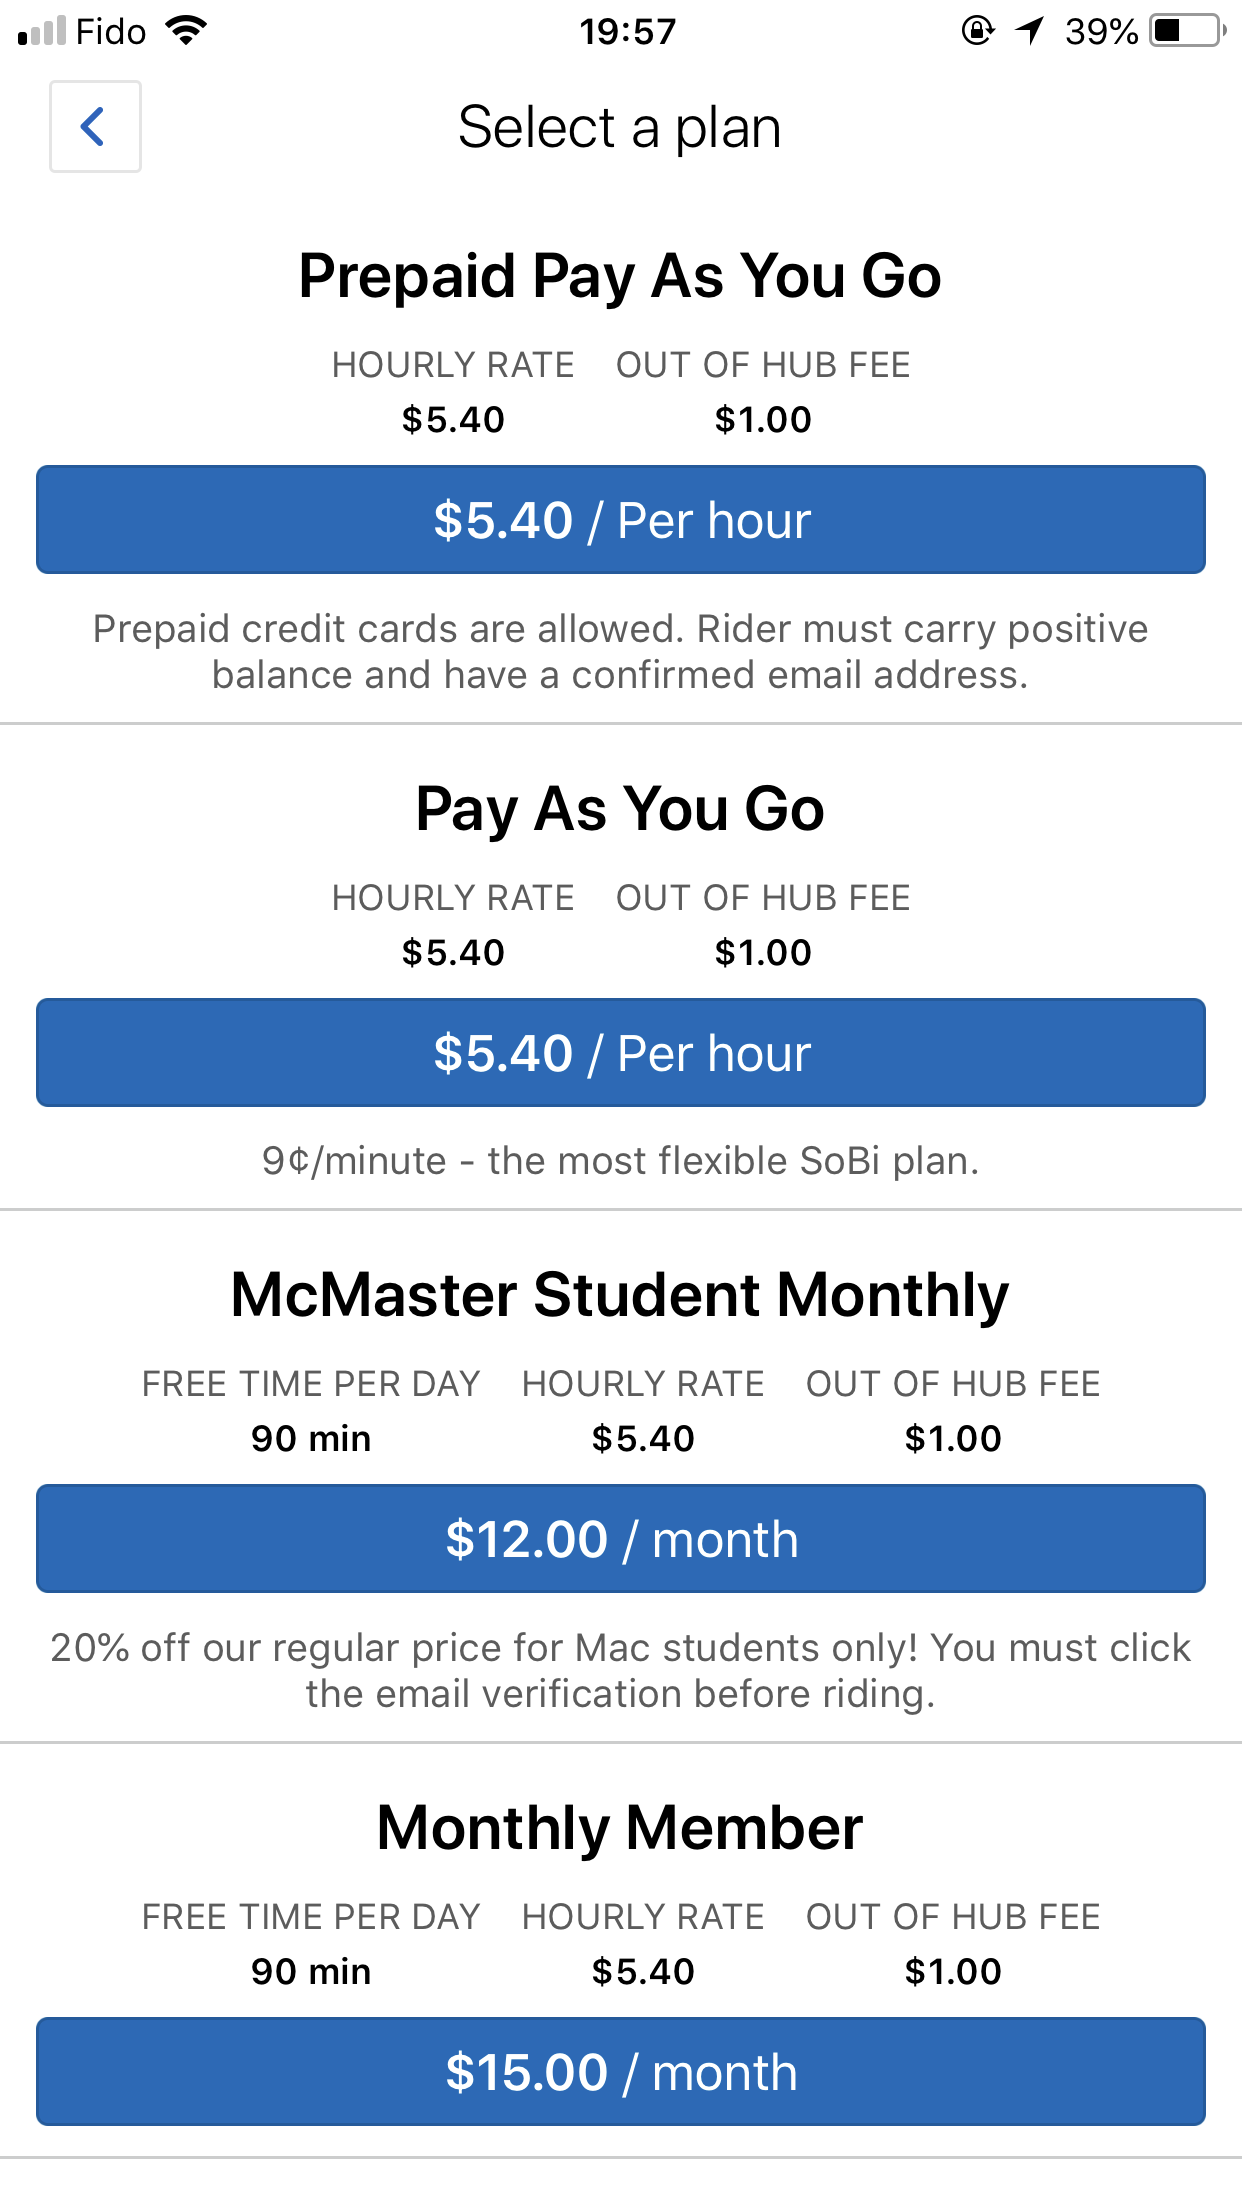 Fido 19:57 39%
Select a plan
Prepaid Pay As You Go
HOURLY RATE OUT OF HUB FEE
$5.40 $1.00
$5.40 / Per hour
Prepaid credit cards are allowed. Rider must carry positive
balance and have a confirmed email address.
Pay As You Go
HOURLY RATE OUT OF HUB FEE
$5.40 $1.00
$5.40 / Per hour
9¢/minute - the most flexible SoBi plan.
McMaster Student Monthly
FREE TIME PER DAY HOURLY RATE OUT OF HUB FEE
90 min $5.40 $1.00
$12.00 / month
20% off our regular price for Mac students only! You must click
the email verification before riding.
Monthly Member
FREE TIME PER DAY HOURLY RATE OUT OF HUB FEE
90 min $5.40 $1.00
$15.00 / month